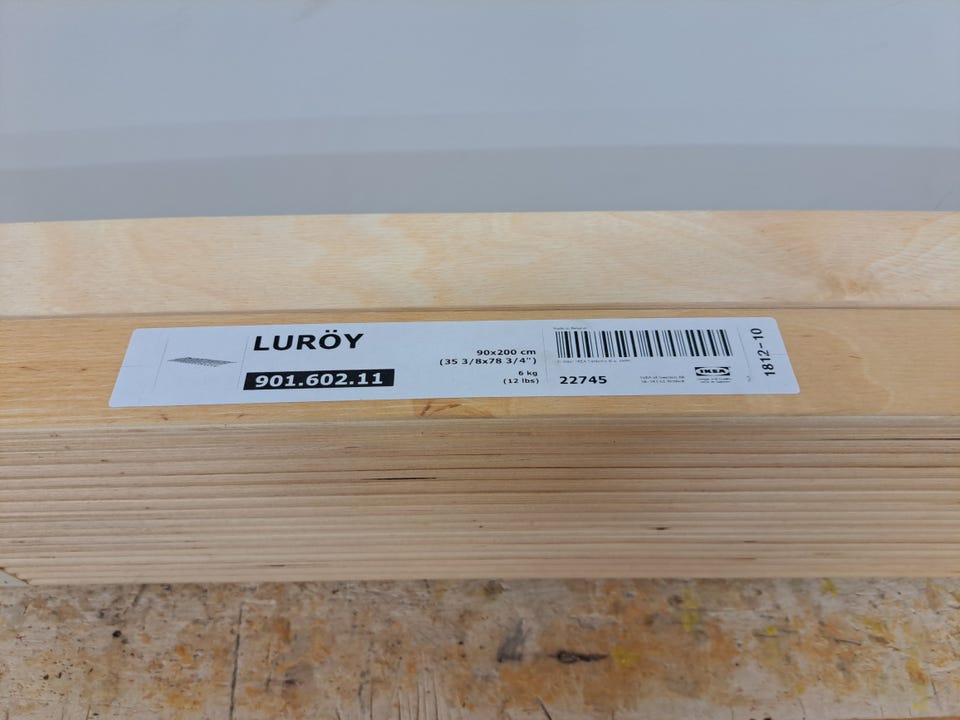 LURÖY
901.602.11
90x200 cm
(35 3/8x78 3/4")
6 kg
(12 lbs)
22745
IKEA
1812-10